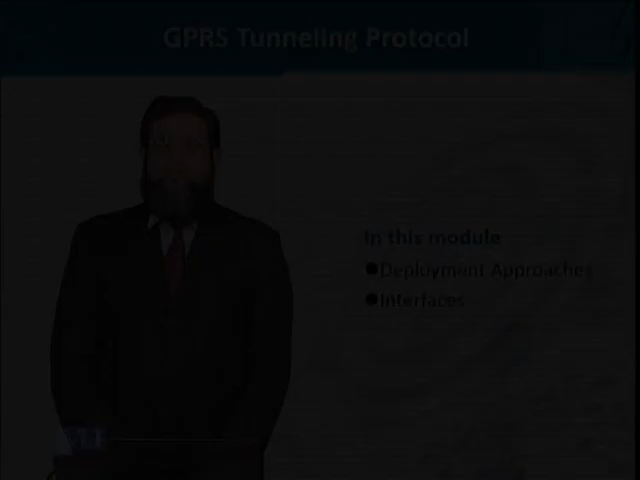 GPRS Tunneling Protocol
In this module
●Deployment Approaches
●Interfaces